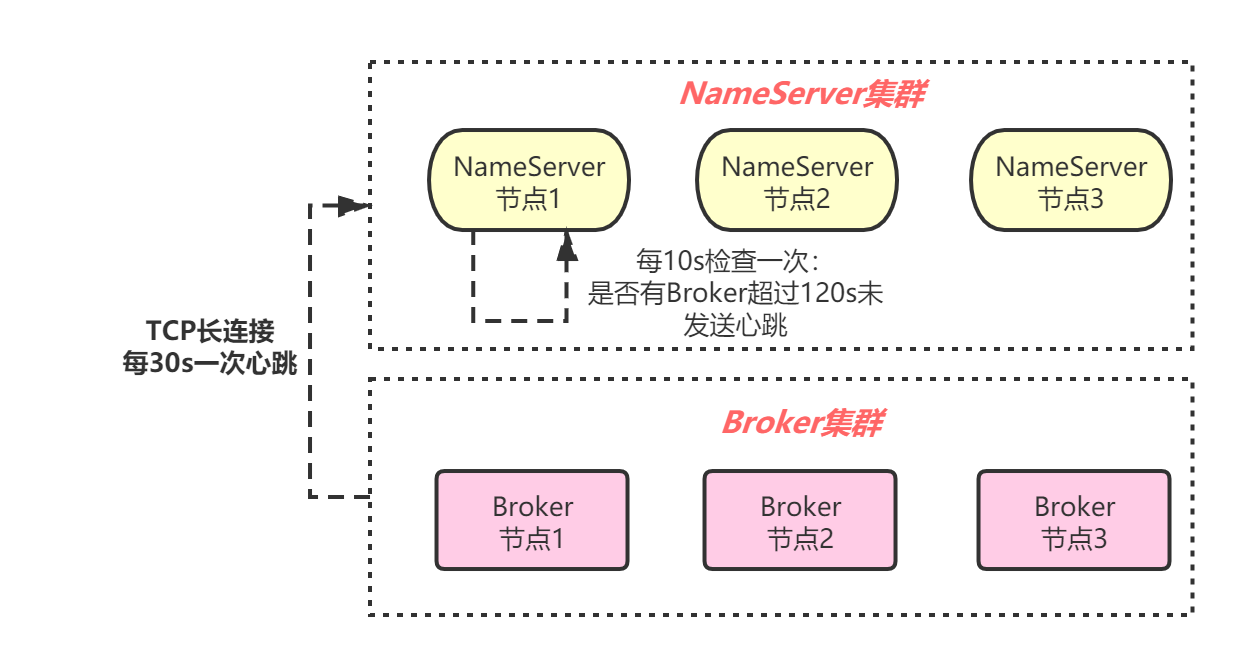 NameServer集群
NameServer
节点1
NameServer
节点2
NameServer
节点3
每10s检查一次：
是否有Broker超过120s未
发送心跳
TCP长连接
每30s一次心跳
Broker集群
Broker
节点1
Broker
节点2
Broker
节点3